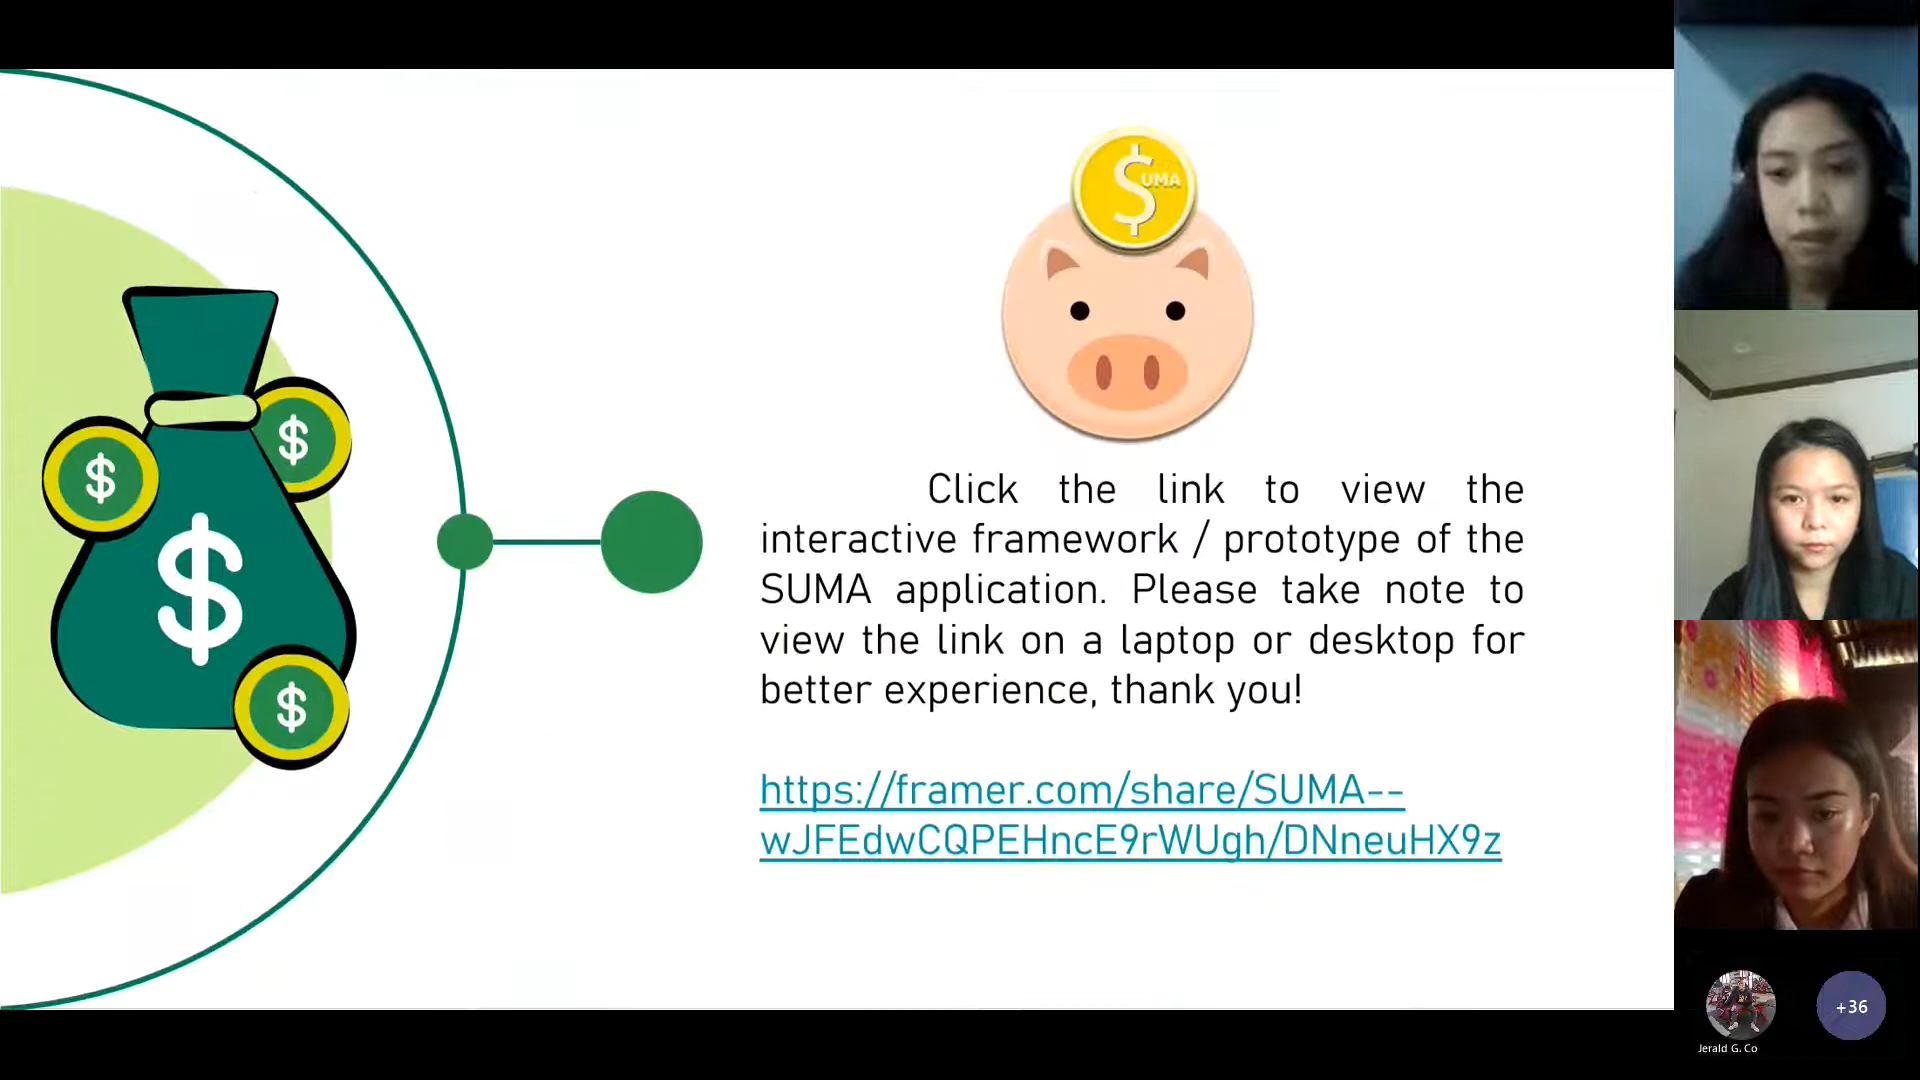 $UMA
$
$
$
$
Click the link to view the
interactive framework / prototype of the
SUMA application. Please take note to
view the link on a laptop or desktop for
better experience, thank you!
https://framer.com/share/SUMA--
wJFEdwCQPEHncE9rWUgh/DNneuHX9z
+36
Jerald G. Co